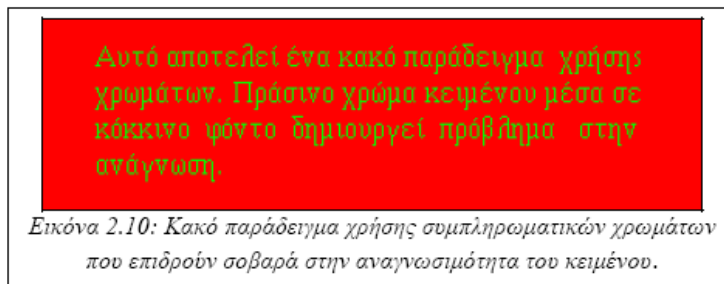 Αυτό αποτελεί ένα κακό παράδειγμα χρήσης
χρωμάτων. Πράσινο χρώμα κειμένου μέσα σε
κόκκινο φόντο δημιουργεί πρόβλημα στην
ανάγνωση.
Εικόνα 2.10: Κακό παράδειγμα χρήσης συμπληρωματικών χρωμάτων
που επιδρούν σοβαρά στην αναγνωσιμότητα του κειμένου.